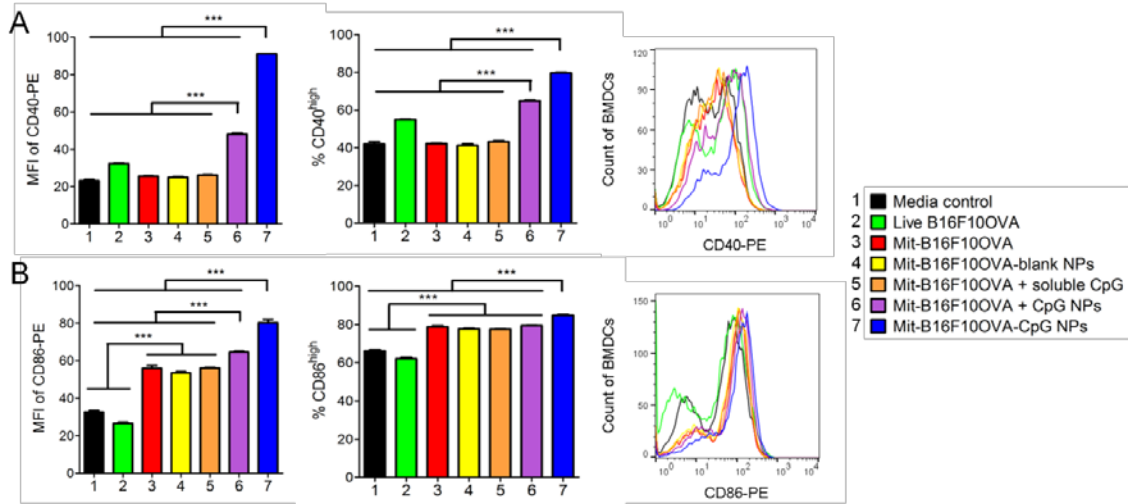 A
MFI of CD40-PE
100
80
60
40
20
0
1 2 3 4 5 6 7
***
***
% CD40high
100
80
60
40
20
0
1 2 3 4 5 6 7
***
***
Count of BMDCs
120
90
60
30
0
10^0 10^1 10^2 10^3 10^4
CD40-PE
B
MFI of CD86-PE
100
80
60
40
20
0
1 2 3 4 5 6 7
***
***
***
% CD86high
100
80
60
40
20
0
1 2 3 4 5 6 7
***
***
Count of BMDCs
150
100
50
0
10^0 10^1 10^2 10^3 10^4
CD86-PE
1 Media control
2 Live B16F10OVA
3 Mit-B16F10OVA
4 Mit-B16F10OVA-blank NPs
5 Mit-B16F10OVA + soluble CpG
6 Mit-B16F10OVA + CpG NPs
7 Mit-B16F10OVA-CpG NPs